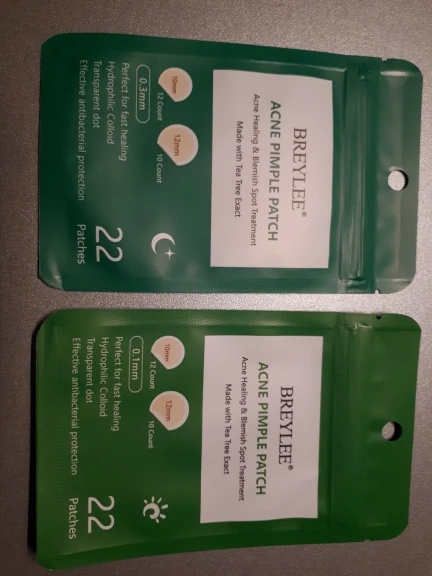 BREYLEE®
ACNE PIMPLE PATCH
Acne Healing & Blemish Spot Treatment
Made with Tea Tree Exact
10mm
12 Count
12mm
10 Count
0.3mm
Perfect for fast healing
Hydrophilic Colloid
Transparent dot
Effective antibacterial protection
22
Patches
BREYLEE®
ACNE PIMPLE PATCH
Acne Healing & Blemish Spot Treatment
Made with Tea Tree Exact
10mm
12 Count
12mm
10 Count
0.1mm
Perfect for fast healing
Hydrophilic Colloid
Transparent dot
Effective antibacterial protection
22
Patches